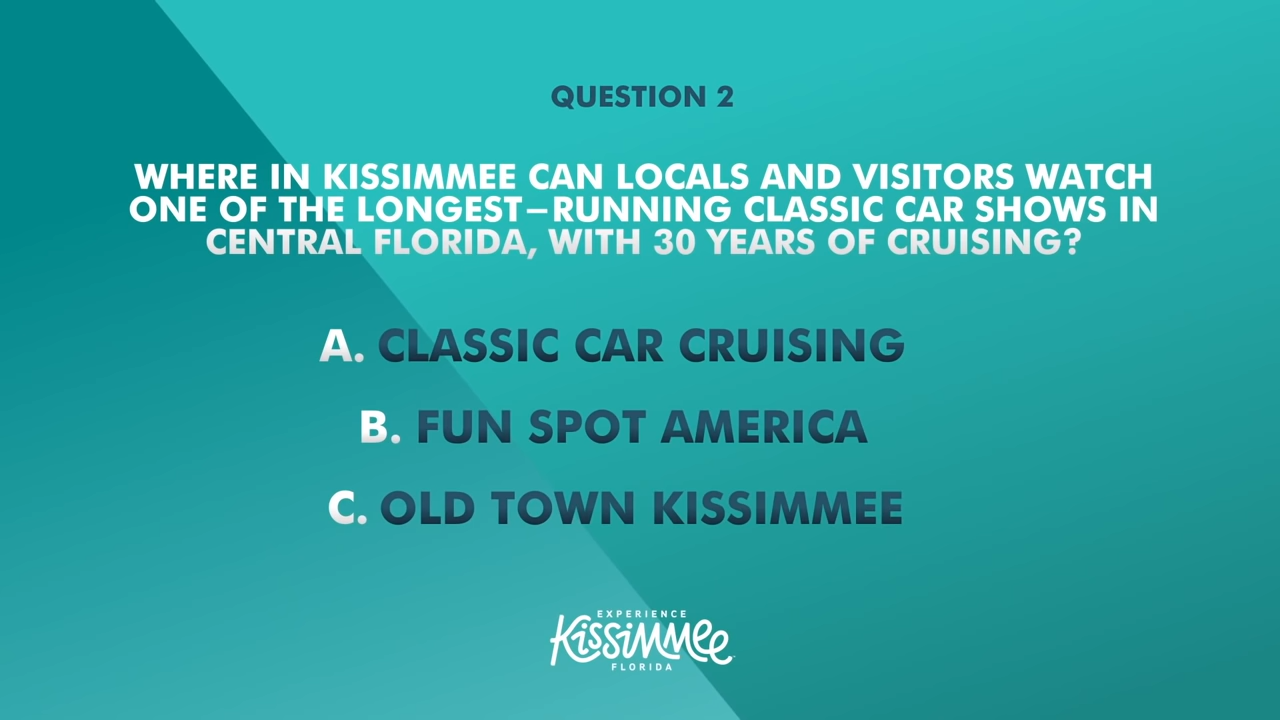 QUESTION 2
WHERE IN KISSIMMEE CAN LOCALS AND VISITORS WATCH
ONE OF THE LONGEST–RUNNING CLASSIC CAR SHOWS IN
CENTRAL FLORIDA, WITH 30 YEARS OF CRUISING?
A. CLASSIC CAR CRUISING
B. FUN SPOT AMERICA
C. OLD TOWN KISSIMMEE
EXPERIENCE
Kissimmee
FLORIDA